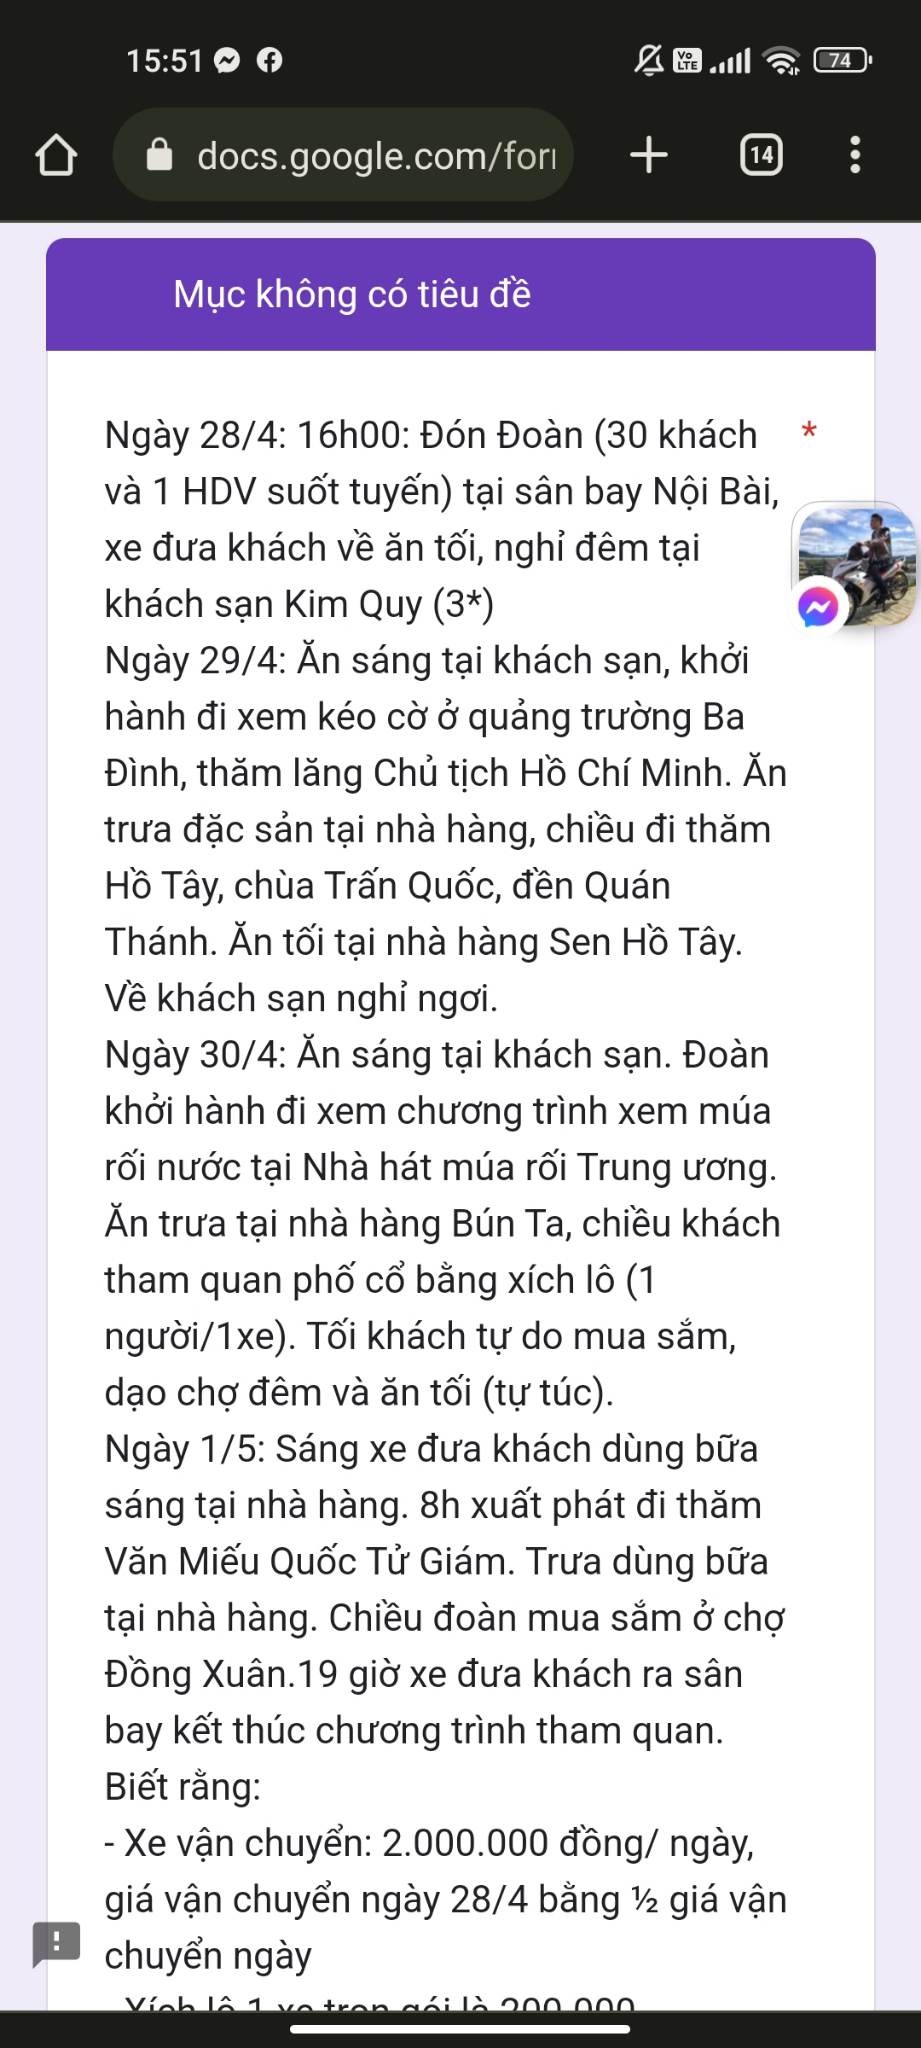 15:51
Vo
LTE
74
docs.google.com/for
14
Mục không có tiêu đề
Ngày 28/4: 16h00: Đón Đoàn (30 khách *
và 1 HDV suốt tuyến) tại sân bay Nội Bài,
xe đưa khách về ăn tối, nghỉ đêm tại
khách sạn Kim Quy (3*)
Ngày 29/4: Ăn sáng tại khách sạn, khởi
hành đi xem kéo cờ ở quảng trường Ba
Đình, thăm lăng Chủ tịch Hồ Chí Minh. Ăn
trưa đặc sản tại nhà hàng, chiều đi thăm
Hồ Tây, chùa Trấn Quốc, đền Quán
Thánh. Ăn tối tại nhà hàng Sen Hồ Tây.
Về khách sạn nghỉ ngơi.
Ngày 30/4: Ăn sáng tại khách sạn. Đoàn
khởi hành đi xem chương trình xem múa
rối nước tại Nhà hát múa rối Trung ương.
Ăn trưa tại nhà hàng Bún Ta, chiều khách
tham quan phố cổ bằng xích lô (1
người/1xe). Tối khách tự do mua sắm,
dạo chợ đêm và ăn tối (tự túc).
Ngày 1/5: Sáng xe đưa khách dùng bữa
sáng tại nhà hàng. 8h xuất phát đi thăm
Văn Miếu Quốc Tử Giám. Trưa dùng bữa
tại nhà hàng. Chiều đoàn mua sắm ở chợ
Đồng Xuân.19 giờ xe đưa khách ra sân
bay kết thúc chương trình tham quan.
Biết rằng:
- Xe vận chuyển: 2.000.000 đồng/ ngày,
giá vận chuyển ngày 28/4 bằng ½ giá vận
chuyển ngày
Xích lô 1 xe trọn gói là 200.000